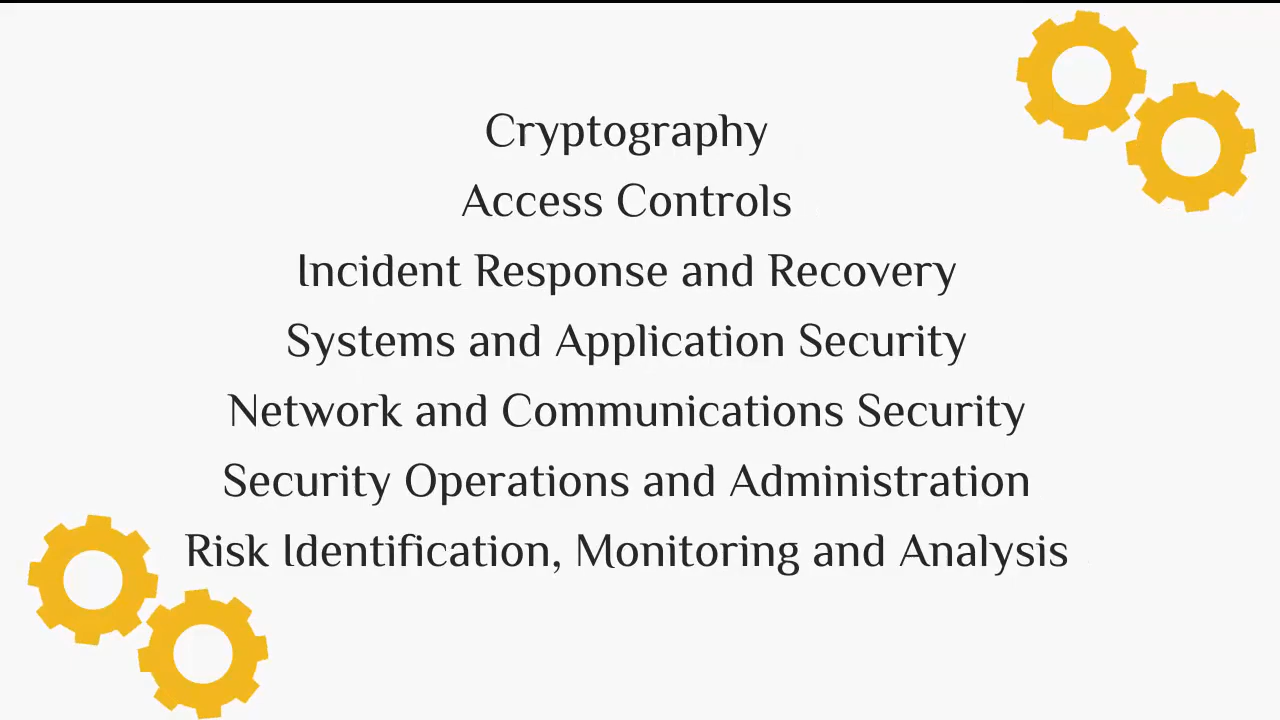 Cryptography
Access Controls
Incident Response and Recovery
Systems and Application Security
Network and Communications Security
Security Operations and Administration
Risk Identification, Monitoring and Analysis